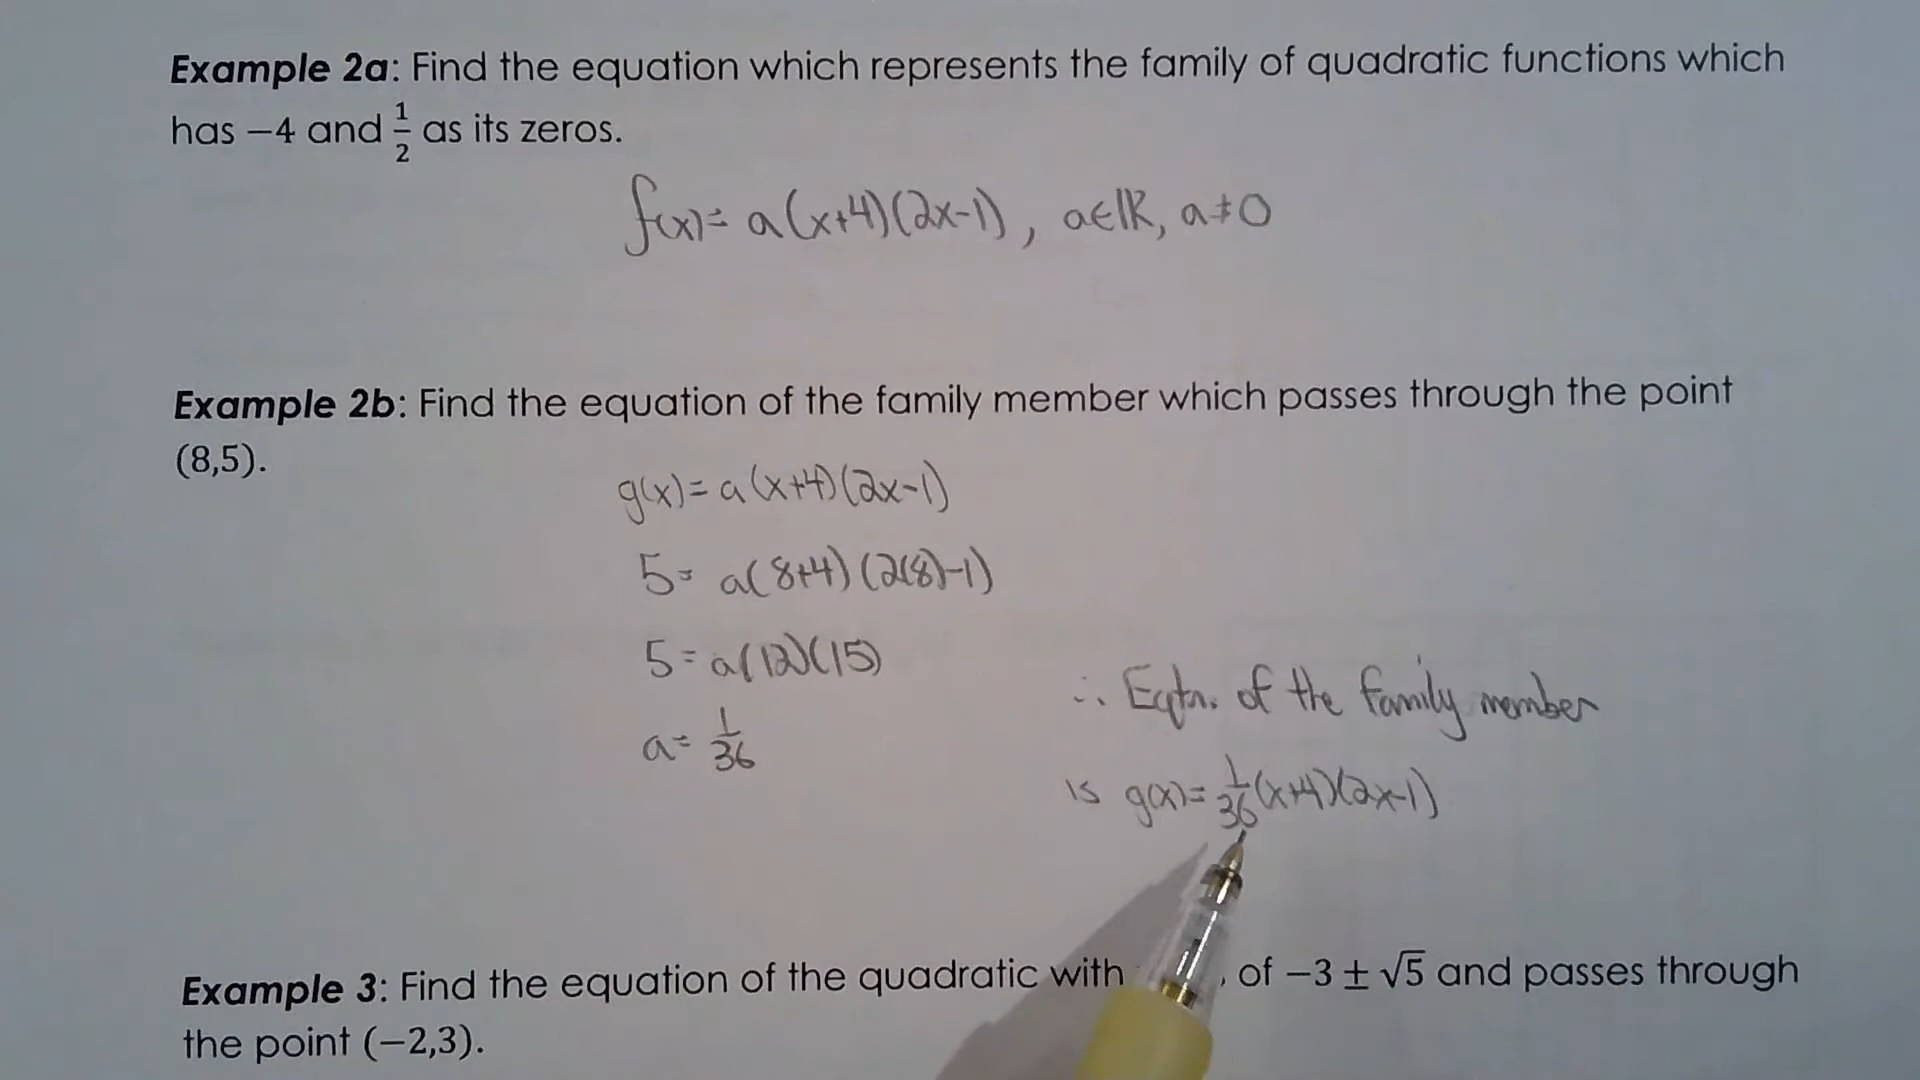 Example 2a: Find the equation which represents the family of quadratic functions which
has −4 and 1/2 as its zeros.
f(x)= a(x+4)(2x-1), a∈ℝ, a≠0
Example 2b: Find the equation of the family member which passes through the point
(8,5).
g(x)= a(x+4)(2x-1)
5= a(8+4)(2(8)-1)
5=a(12)(15)
a= 1/36
∴ Eqtn. of the family member
is g(x)= 1/36(x+4)(2x-1)
Example 3: Find the equation of the quadratic with of −3 ± √5 and passes through
the point (−2,3).